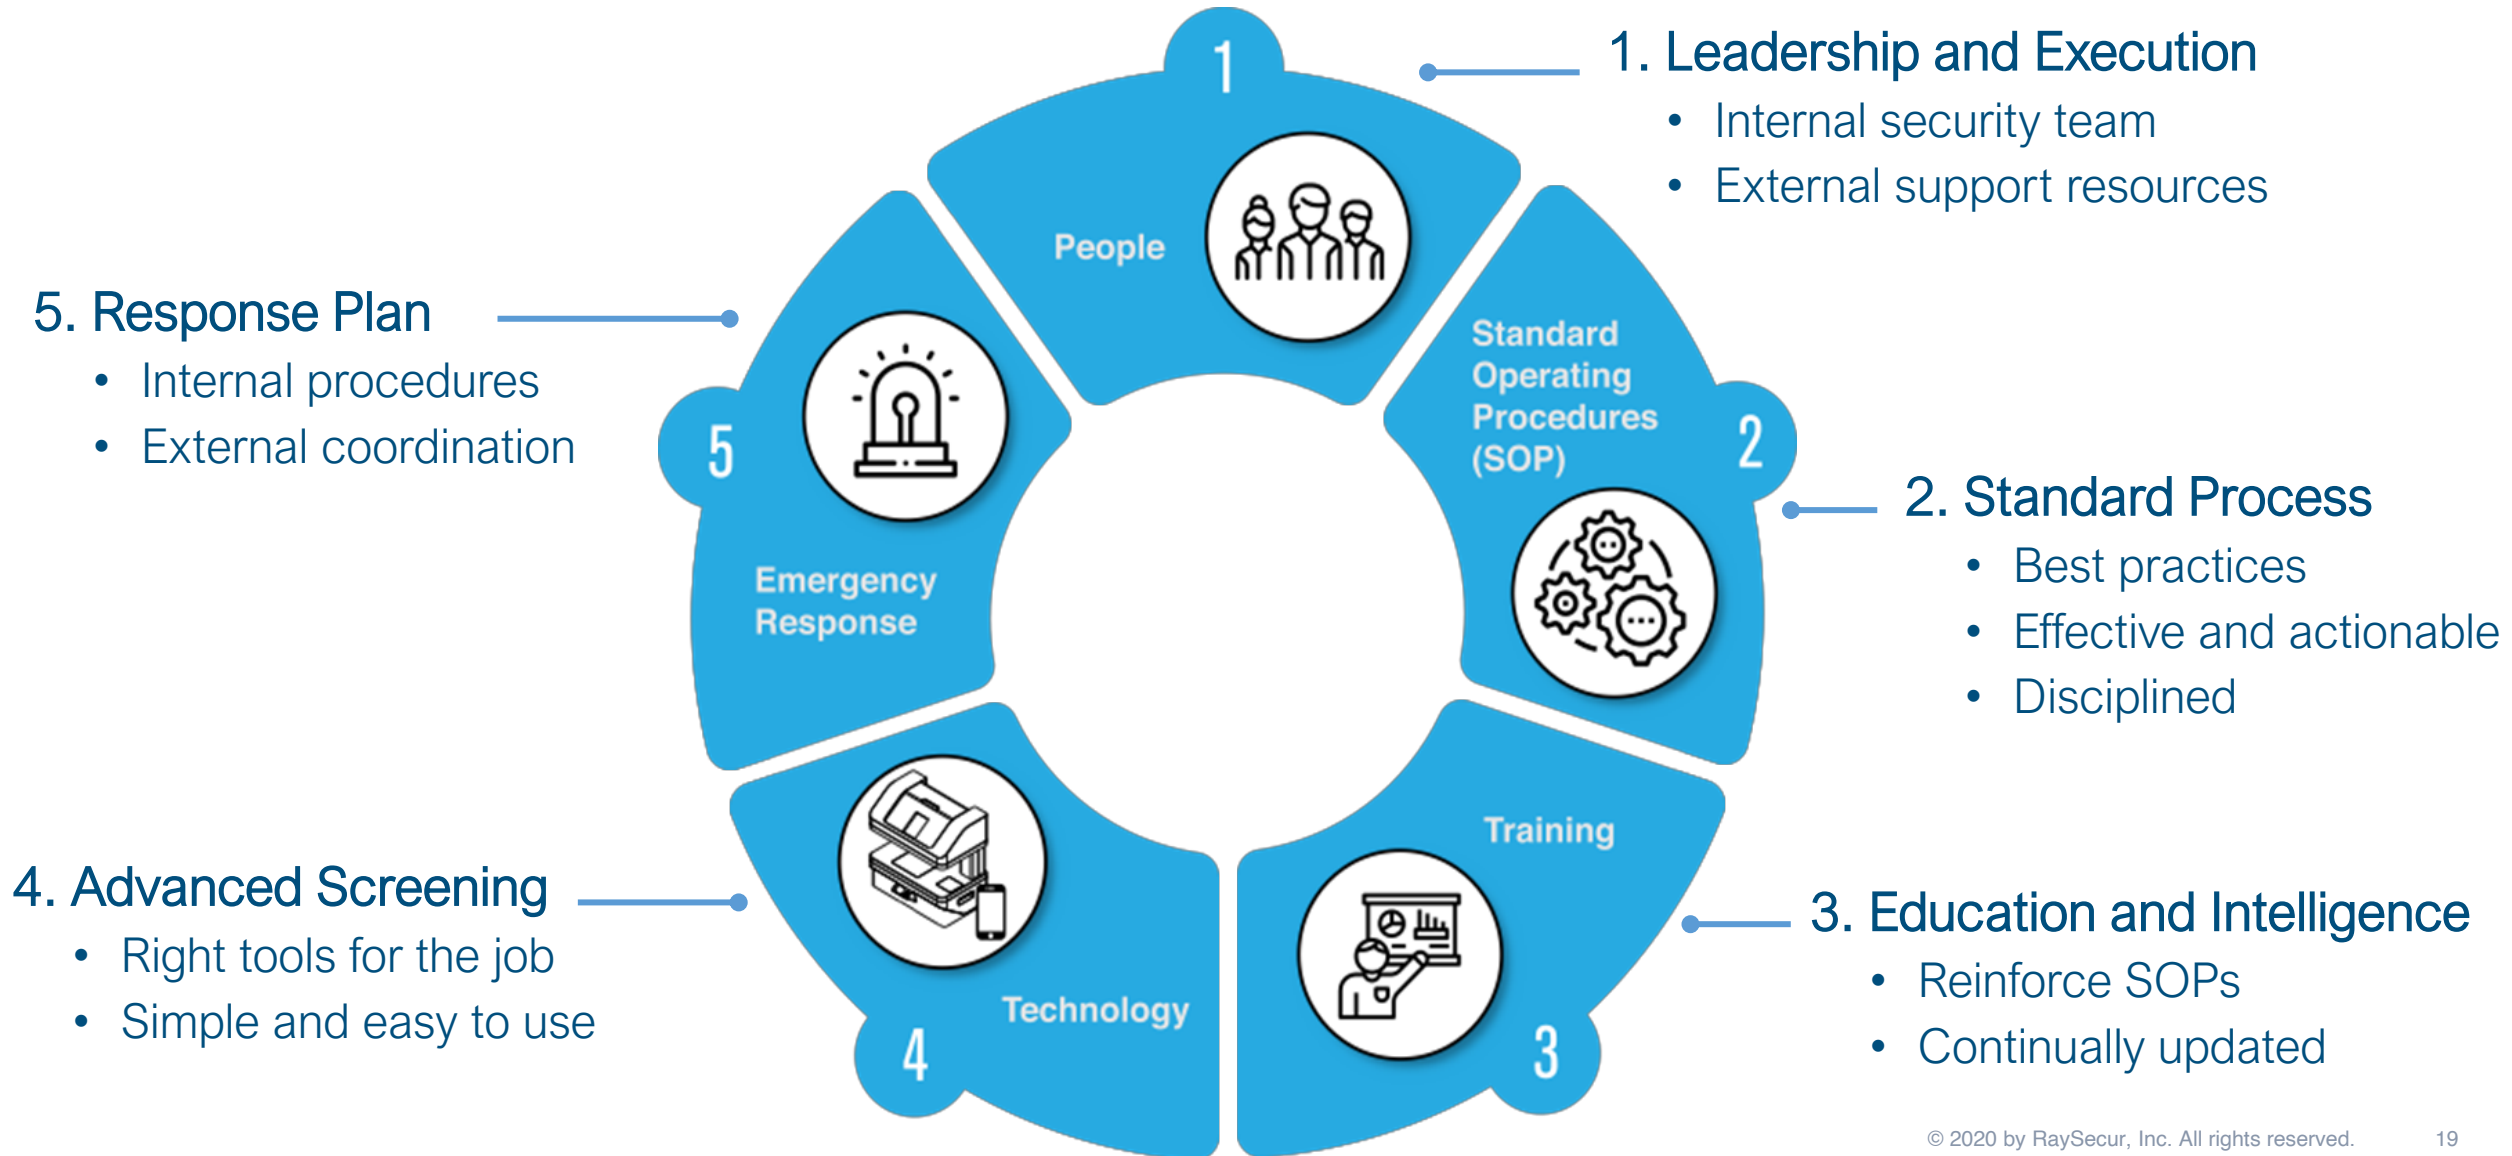 1
1. Leadership and Execution
• Internal security team
• External support resources
People
5. Response Plan
• Internal procedures
• External coordination
5
Emergency
Response
Standard
Operating
Procedures
(SOP)
2
2. Standard Process
• Best practices
• Effective and actionable
• Disciplined
4. Advanced Screening
• Right tools for the job
• Simple and easy to use
Technology
4
Training
3
3. Education and Intelligence
• Reinforce SOPs
• Continually updated
© 2020 by RaySecur, Inc. All rights reserved. 19